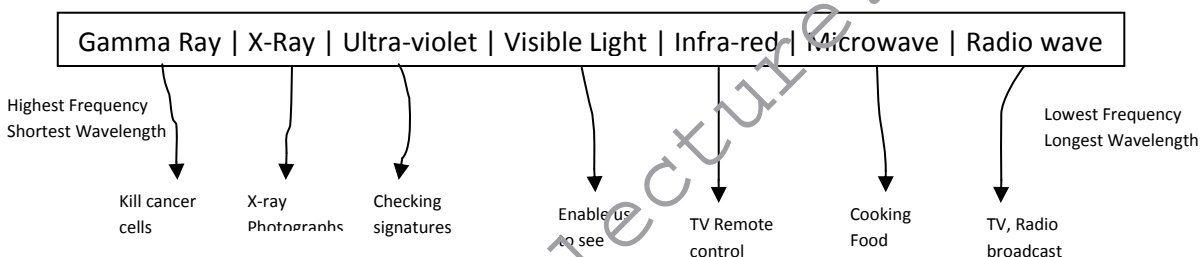 Gamma Ray | X-Ray | Ultra-violet | Visible Light | Infra-red | Microwave | Radio wave
Highest Frequency
Shortest Wavelength
Lowest Frequency
Longest Wavelength
Kill cancer
cells
X-ray
Photographs
Checking
signatures
Enable us
to see
TV Remote
control
Cooking
Food
TV, Radio
broadcast
lecture.